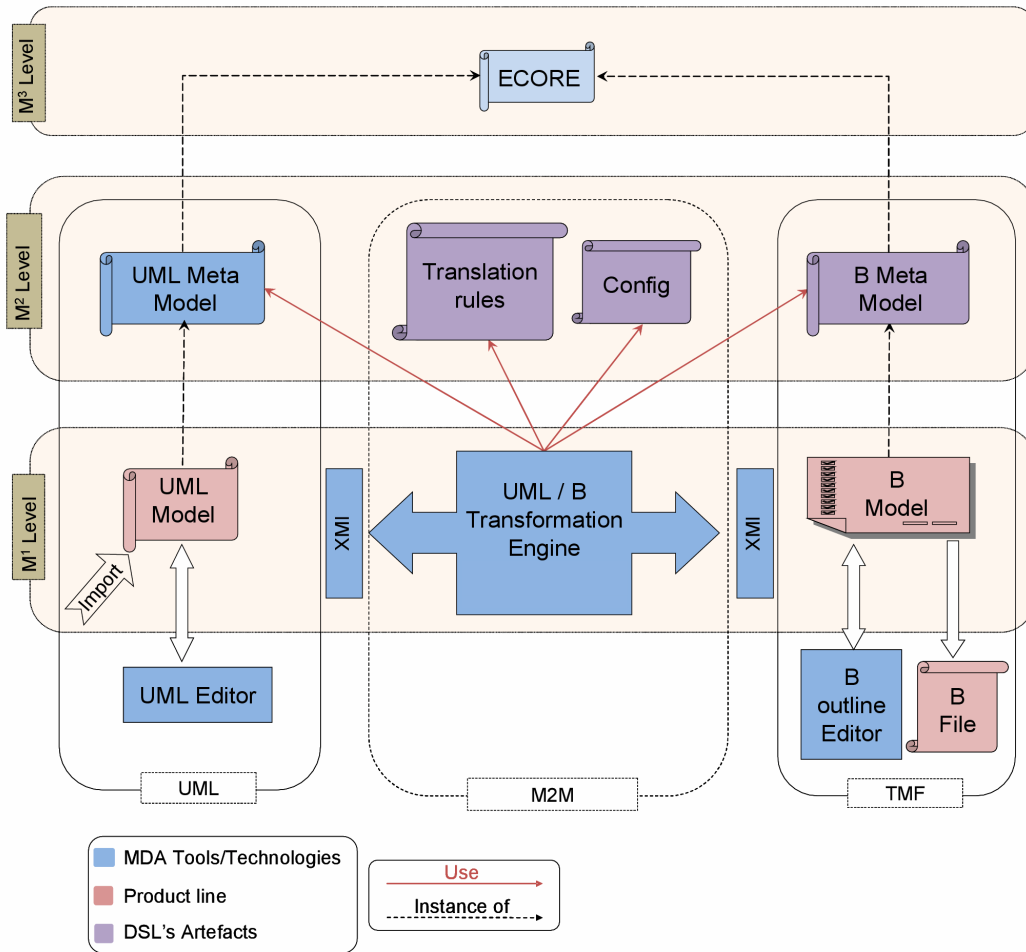 M³ Level
ECORE
M² Level
UML Meta
Model
Translation
rules
Config
B Meta
Model
M¹ Level
UML
Model
Import
XMI
UML / B
Transformation
Engine
XMI
B
Model
UML Editor
B
outline
Editor
B
File
UML
M2M
TMF
MDA Tools/Technologies
Product line
DSL's Artefacts
Use
Instance of